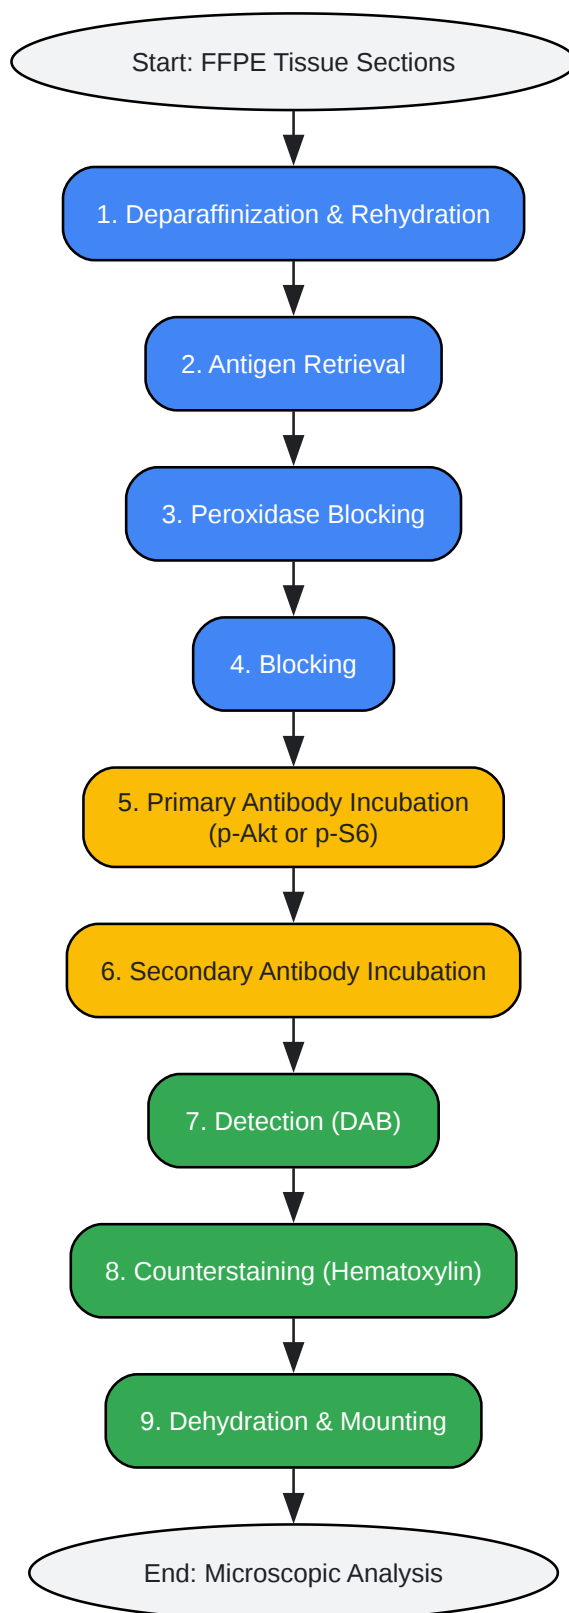 Start: FFPE Tissue Sections
1. Deparaffinization & Rehydration
2. Antigen Retrieval
3. Peroxidase Blocking
4. Blocking
5. Primary Antibody Incubation
(p-Akt or p-S6)
6. Secondary Antibody Incubation
7. Detection (DAB)
8. Counterstaining (Hematoxylin)
9. Dehydration & Mounting
End: Microscopic Analysis